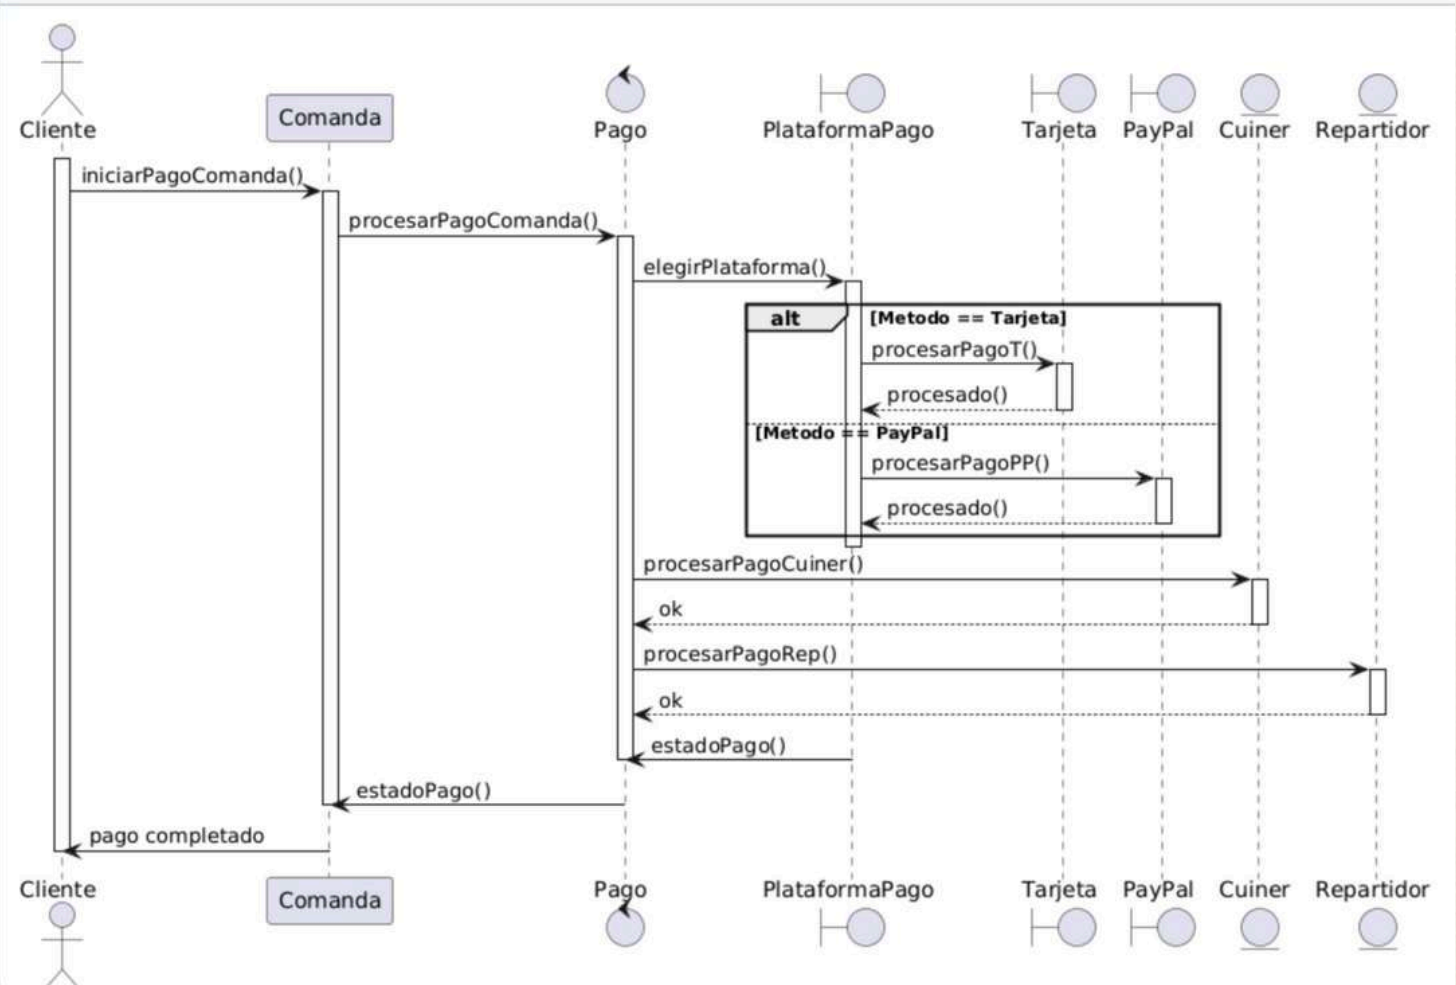 Cliente
Comanda
Pago
PlataformaPago
Tarjeta
PayPal
Cuiner
Repartidor
iniciarPagoComanda()
procesarPagoComanda()
elegirPlataforma()
alt
[Metodo == Tarjeta]
procesarPagoT()
procesado()
[Metodo == PayPal]
procesarPagoPP()
procesado()
procesarPagoCuiner()
ok
procesarPagoRep()
ok
estadoPago()
estadoPago()
pago completado
Cliente
Comanda
Pago
PlataformaPago
Tarjeta
PayPal
Cuiner
Repartidor